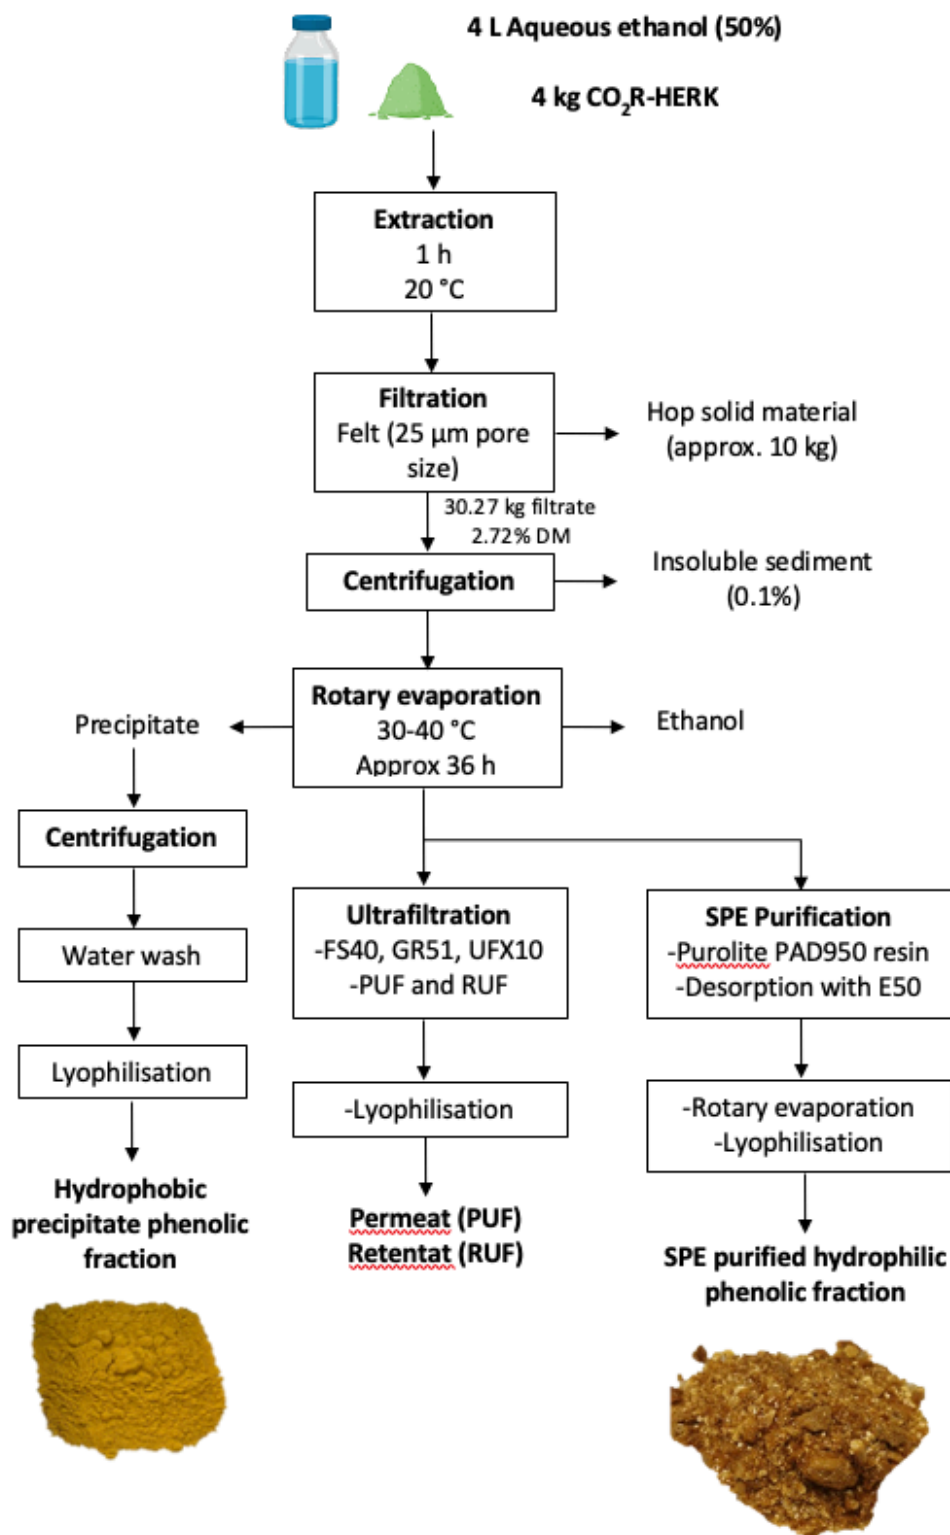 4 L Aqueous ethanol (50%)
4 kg CO₂R-HERK
Extraction
1 h
20 °C
Filtration
Felt (25 µm pore
size)
Hop solid material
(approx. 10 kg)
30.27 kg filtrate
2.72% DM
Centrifugation
Insoluble sediment
(0.1%)
Rotary evaporation
30-40 °C
Approx 36 h
Precipitate
Ethanol
Centrifugation
Water wash
Lyophilisation
Hydrophobic
precipitate phenolic
fraction
Ultrafiltration
-FS40, GR51, UFX10
-PUF and RUF
-Lyophilisation
Permeat (PUF)
Retentat (RUF)
SPE Purification
-Purolite PAD950 resin
-Desorption with E50
-Rotary evaporation
-Lyophilisation
SPE purified hydrophilic
phenolic fraction